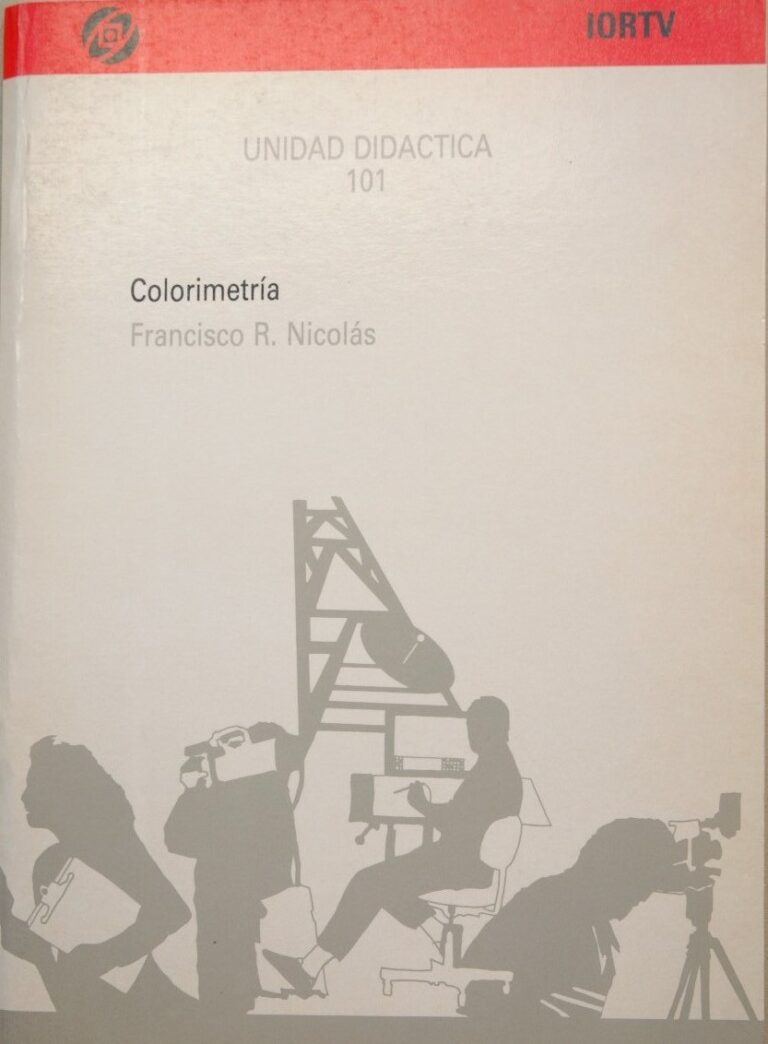 IORTV
UNIDAD DIDACTICA
101
Colorimetría
Francisco R. Nicolás